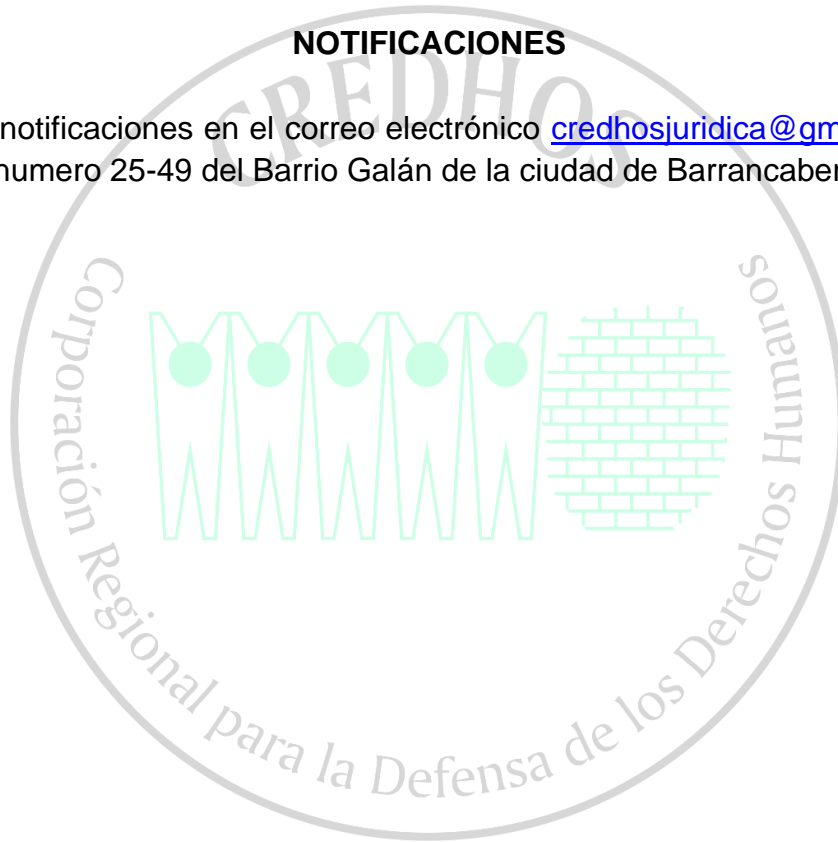 NOTIFICACIONES
notificaciones en el correo electrónico credhosjuridica@gm
numero 25-49 del Barrio Galán de la ciudad de Barrancaber
CREDHOS
Corporación Regional para la Defensa de los Derechos Humanos